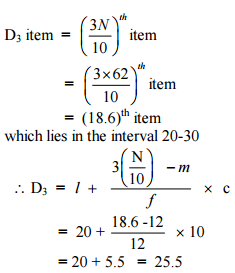 D₃ item = (3N/10)ᵗʰ item
= (3×62/10)ᵗʰ item
= (18.6)ᵗʰ item
which lies in the interval 20-30
∴ D₃ = l + (3(N/10) − m)/f × c
= 20 + (18.6 -12)/12 × 10
= 20 + 5.5 = 25.5